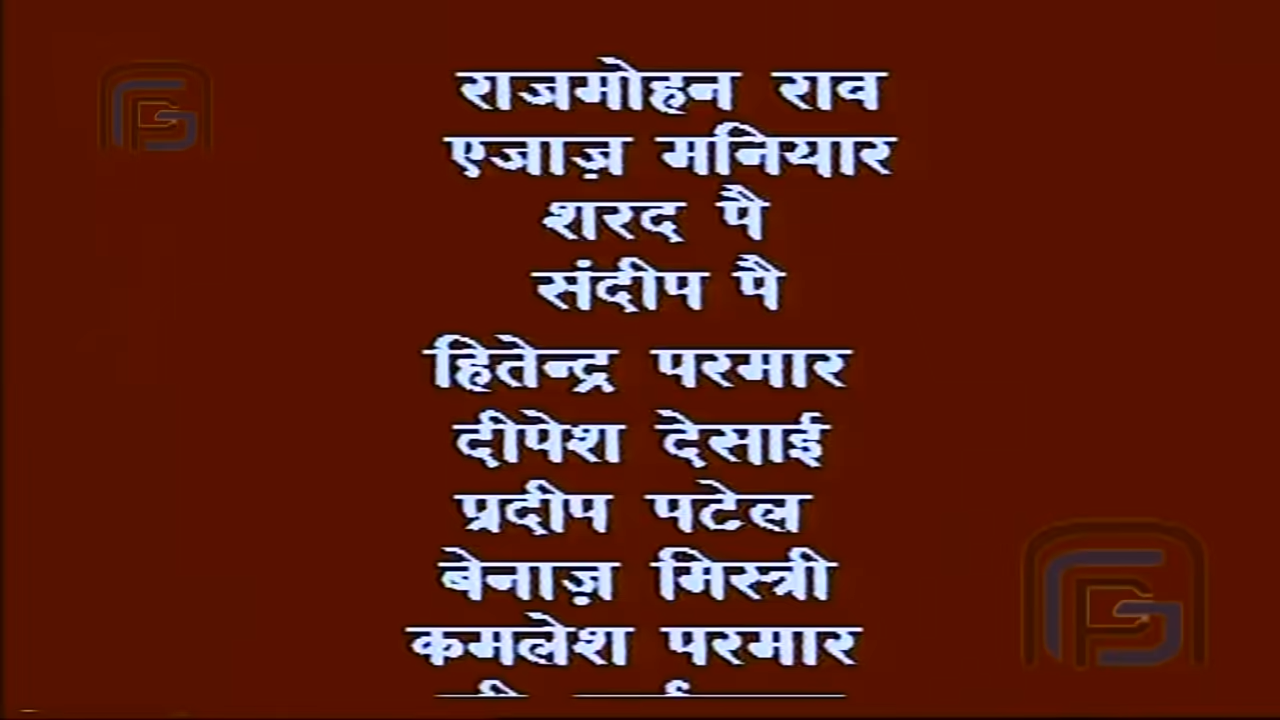 राजमोहन राव
एजाज़ मनियार
शरद पै
संदीप पै
हितेन्द्र परमार
दीपेश देसाई
प्रदीप पटेल
बेनाज़ मिस्त्री
कमलेश परमार